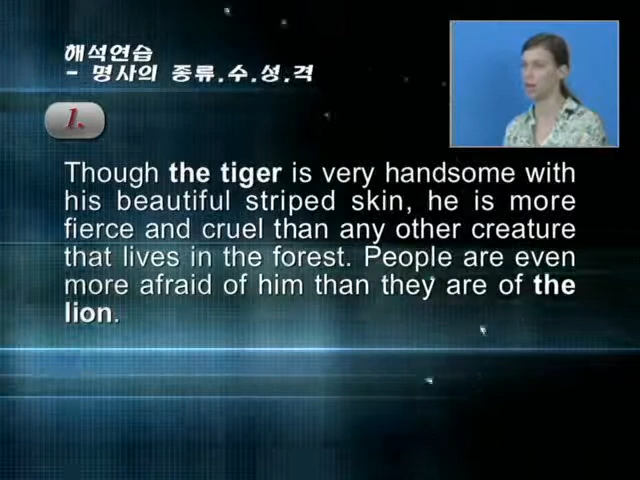 해석연습
- 명사의 종류.수.성.격
1.
Though the tiger is very handsome with
his beautiful striped skin, he is more
fierce and cruel than any other creature
that lives in the forest. People are even
more afraid of him than they are of the
lion.